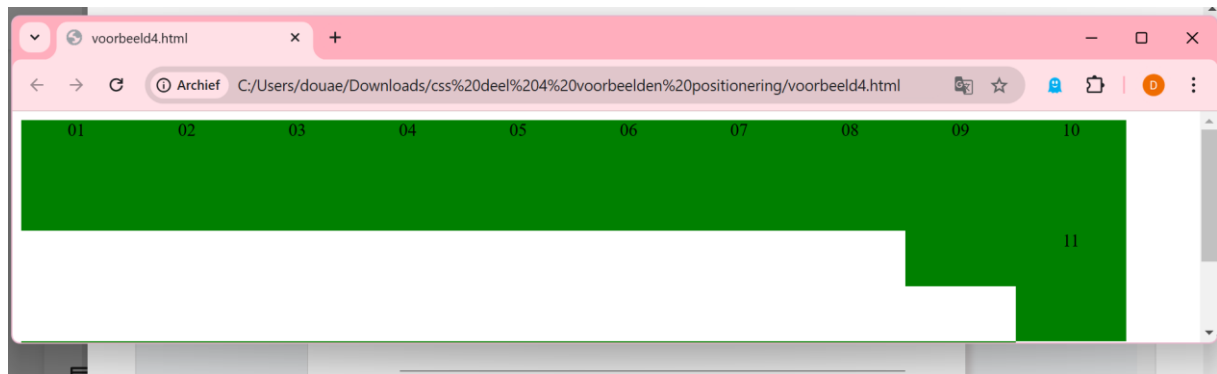 voorbeeld4.html
Archief C:/Users/douae/Downloads/css%20deel%204%20voorbeelden%20positionering/voorbeeld4.html D
01 02 03 04 05 06 07 08 09 10
11